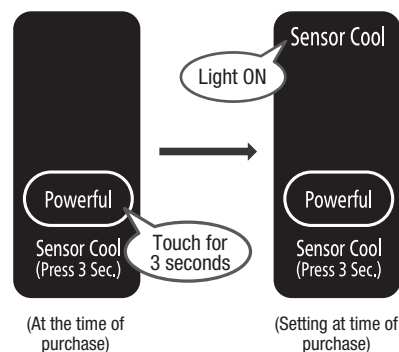 Powerful
Sensor Cool
(Press 3 Sec.)
Touch for
3 seconds
(At the time of
purchase)
Sensor Cool
Light ON
Powerful
Sensor Cool
(Press 3 Sec.)
(Setting at time of
purchase)